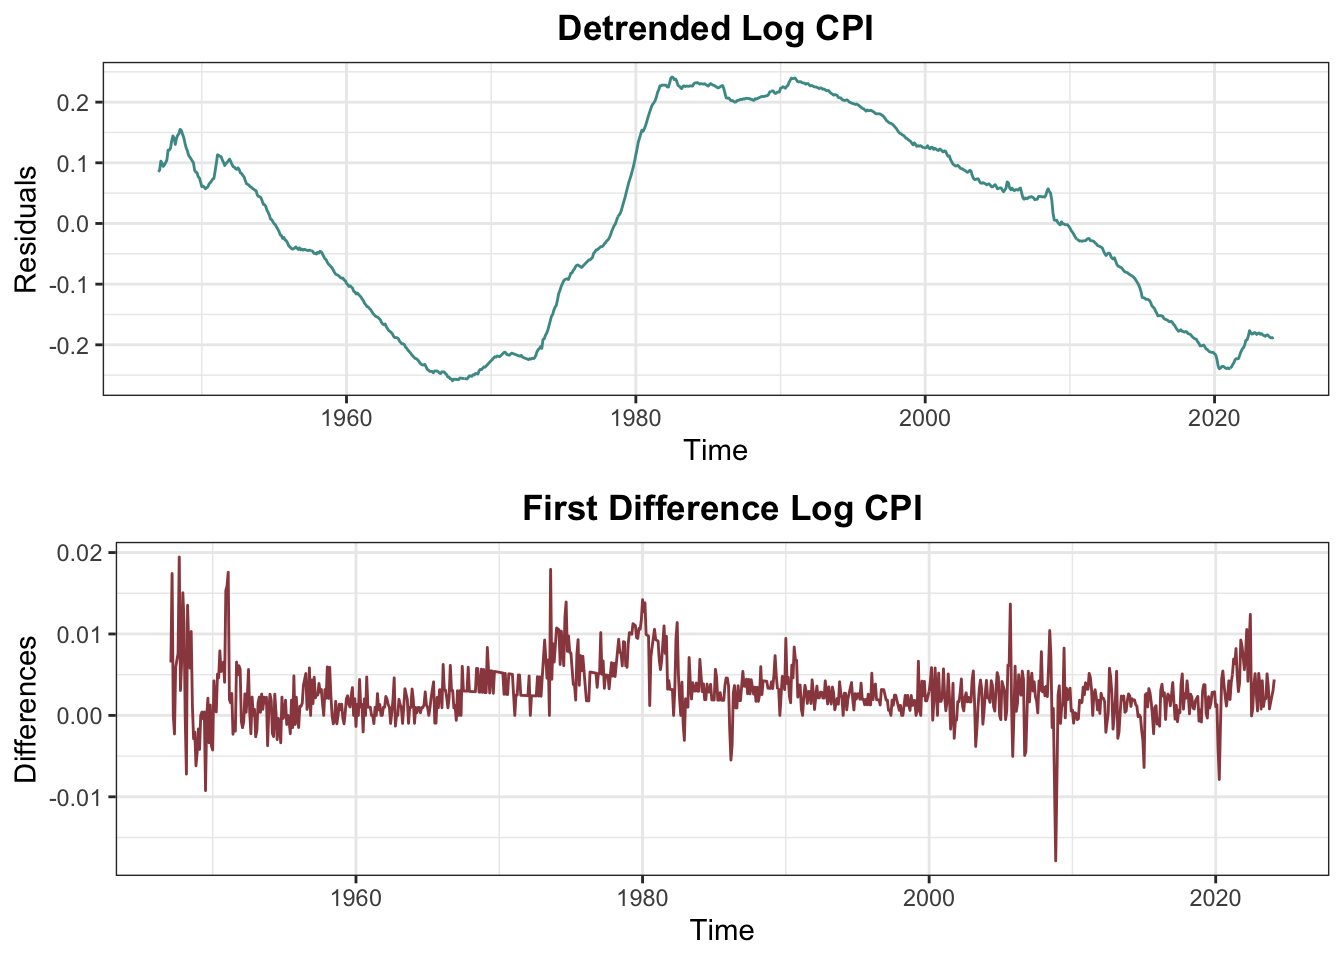 Detrended Log CPI
Residuals
0.2
0.1
0.0
-0.1
-0.2
1960 1980 2000 2020
Time
First Difference Log CPI
Differences
0.02
0.01
0.00
-0.01
1960 1980 2000 2020
Time